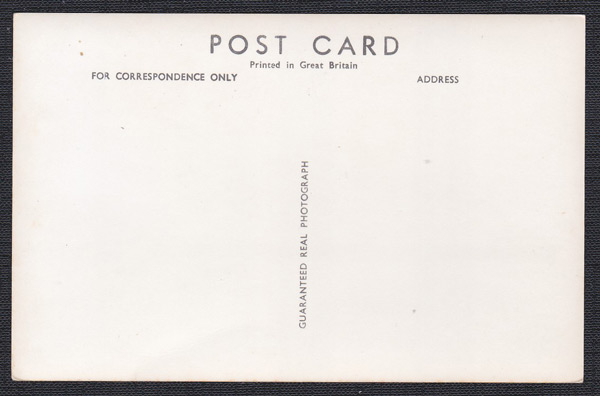 POST CARD
Printed in Great Britain
FOR CORRESPONDENCE ONLY
ADDRESS
GUARANTEED REAL PHOTOGRAPH